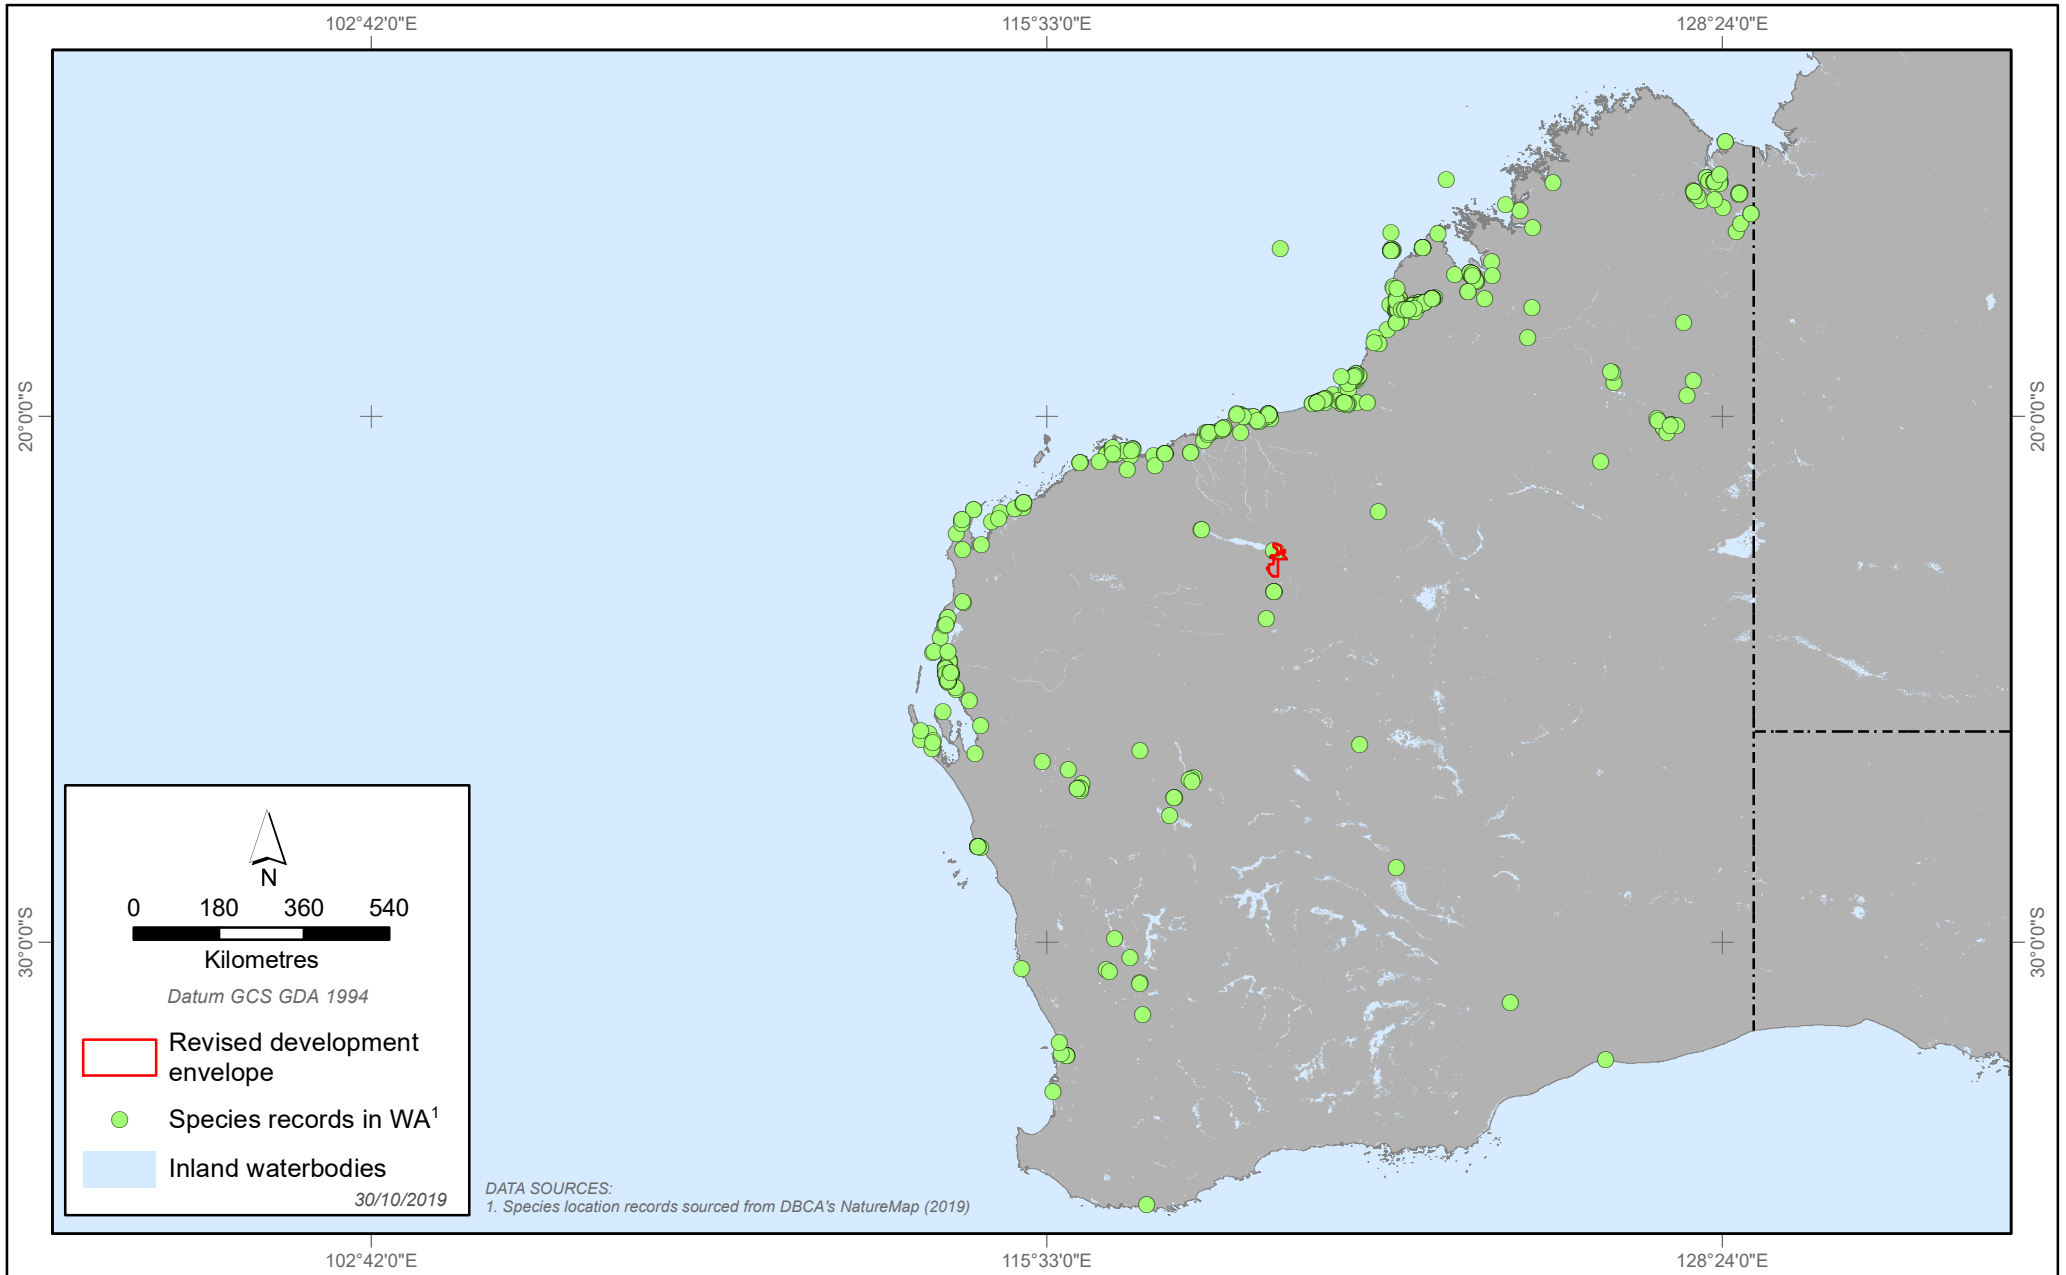 102°42'0"E
115°33'0"E
128°24'0"E
20°0'0"S
20°0'0"S
30°0'0"S
30°0'0"S
N
0 180 360 540
Kilometres
Datum GCS GDA 1994
Revised development
envelope
Species records in WA1
Inland waterbodies
30/10/2019
DATA SOURCES:
1. Species location records sourced from DBCA's NatureMap (2019)
102°42'0"E
115°33'0"E
128°24'0"E